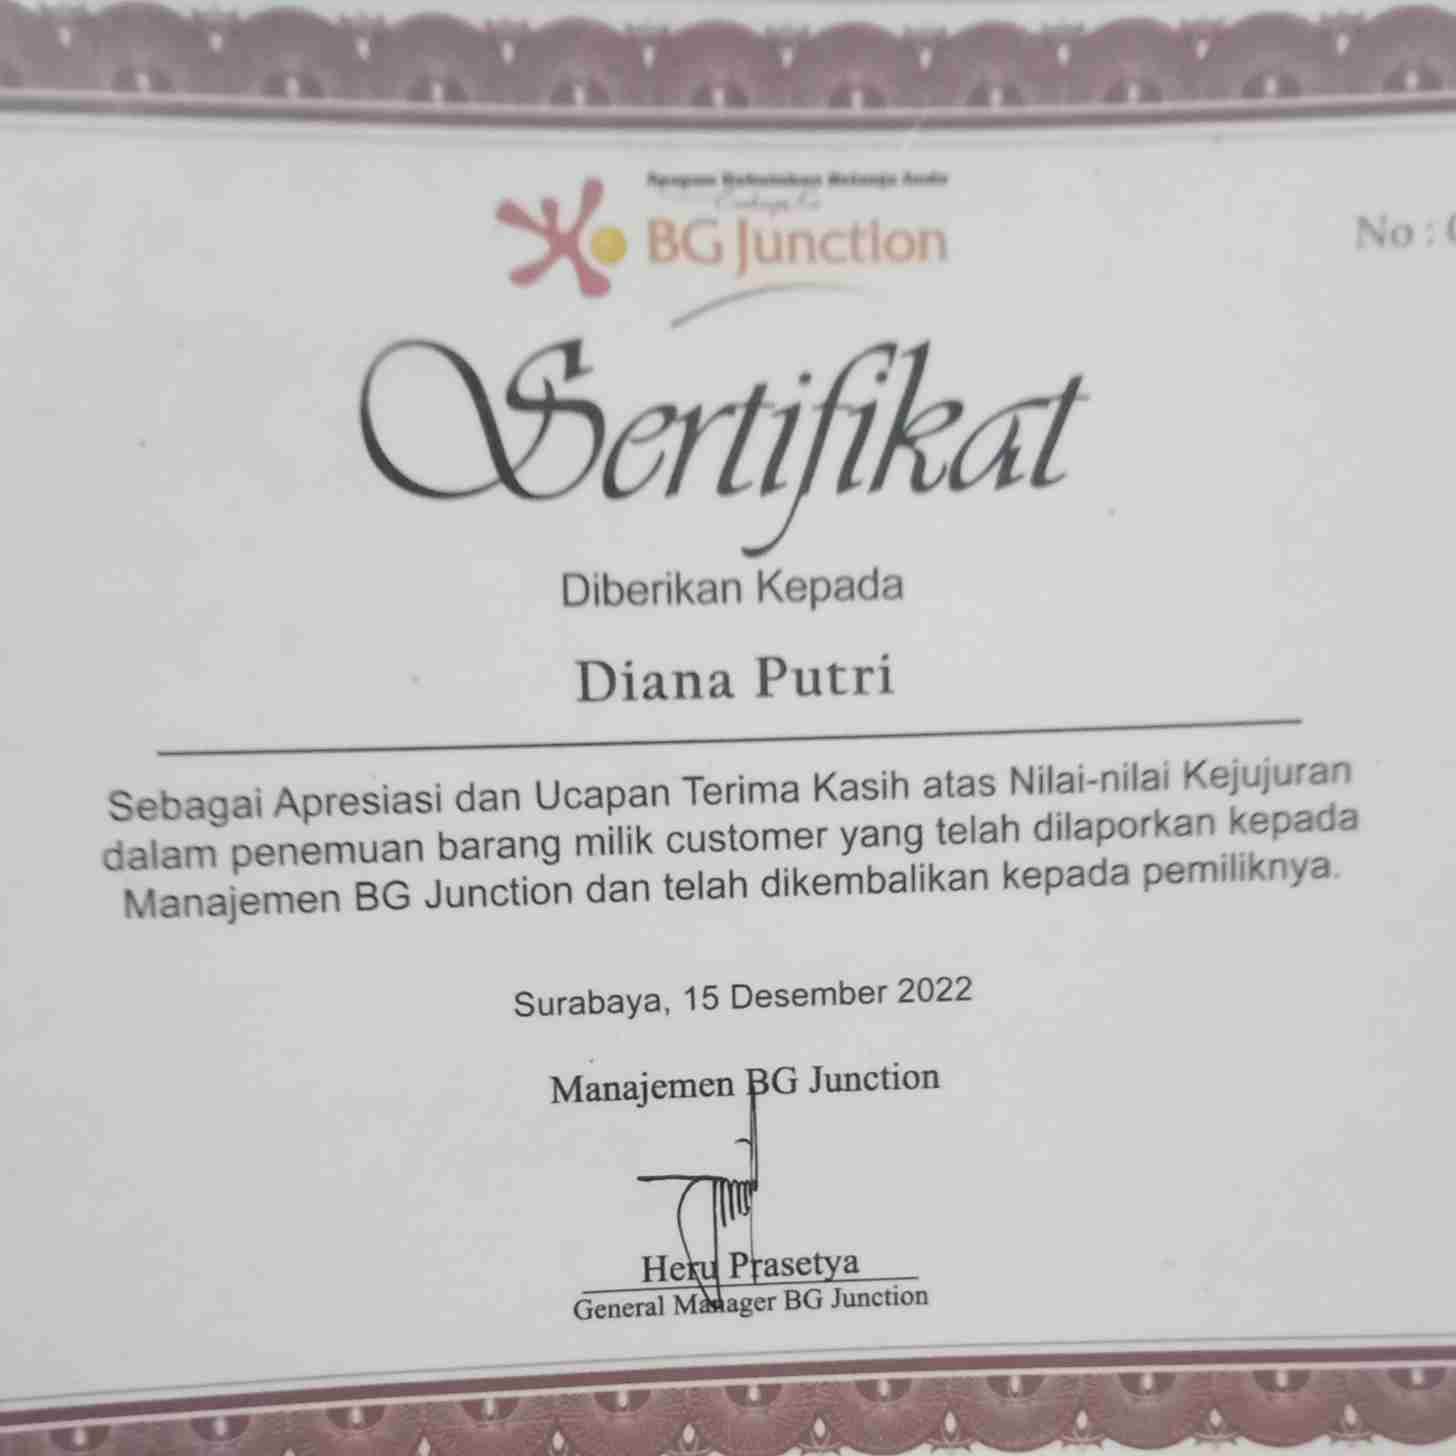 BG Junction
No :
Sertifikat
Diberikan Kepada
Diana Putri
Sebagai Apresiasi dan Ucapan Terima Kasih atas Nilai-nilai Kejujuran
dalam penemuan barang milik customer yang telah dilaporkan kepada
Manajemen BG Junction dan telah dikembalikan kepada pemiliknya.
Surabaya, 15 Desember 2022
Manajemen BG Junction
Heru Prasetya
General Manager BG Junction